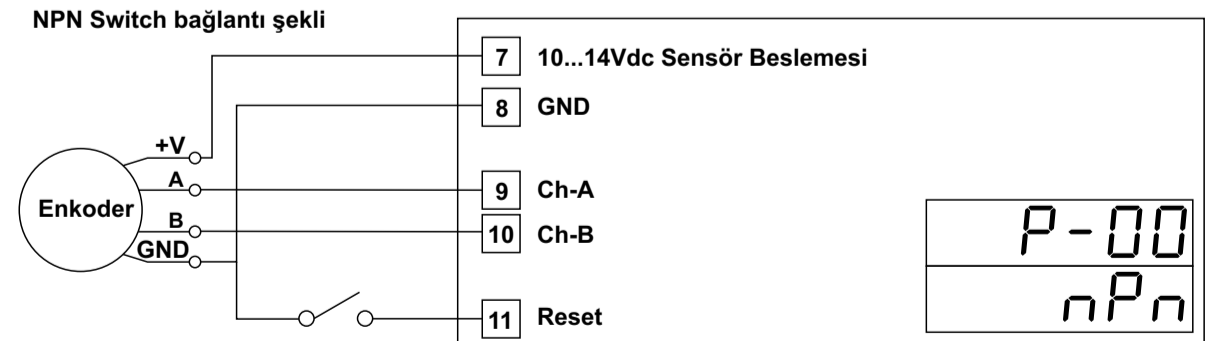 NPN Switch bağlantı şekli
7 10...14Vdc Sensör Beslemesi
8 GND
+V
A
9 Ch-A
Enkoder
B
10 Ch-B
GND
P-00
nPn
11 Reset